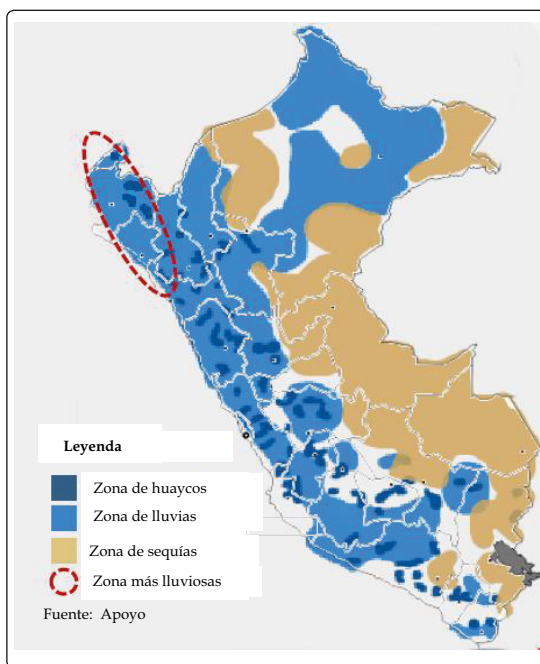 Leyenda
Zona de huaycos
Zona de lluvias
Zona de sequías
Zona más lluviosas
Fuente: Apoyo